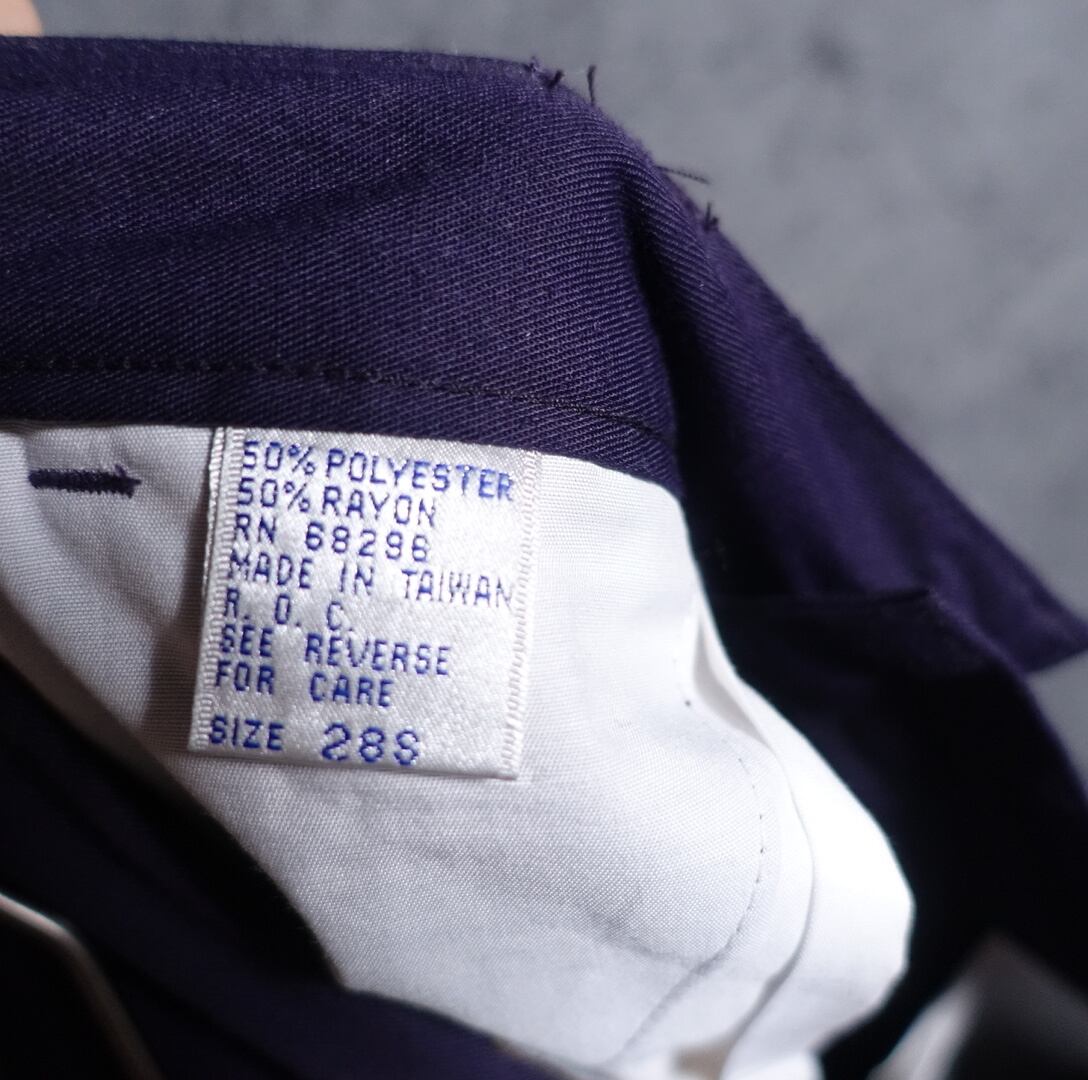 50% POLYESTER
50% RAYON
RN 68296
MADE IN TAIWAN
R. O. C.
SEE REVERSE
FOR CARE
SIZE 28S